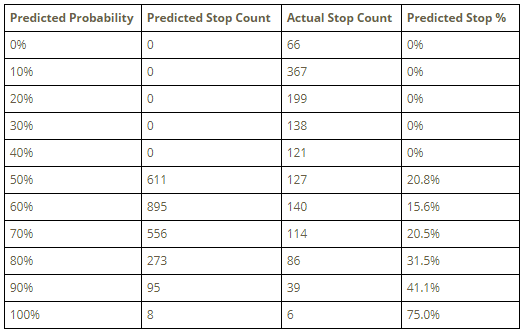 Predicted Probability Predicted Stop Count Actual Stop Count Predicted Stop %
0% 0 66 0%
10% 0 367 0%
20% 0 199 0%
30% 0 138 0%
40% 0 121 0%
50% 611 127 20.8%
60% 895 140 15.6%
70% 556 114 20.5%
80% 273 86 31.5%
90% 95 39 41.1%
100% 8 6 75.0%